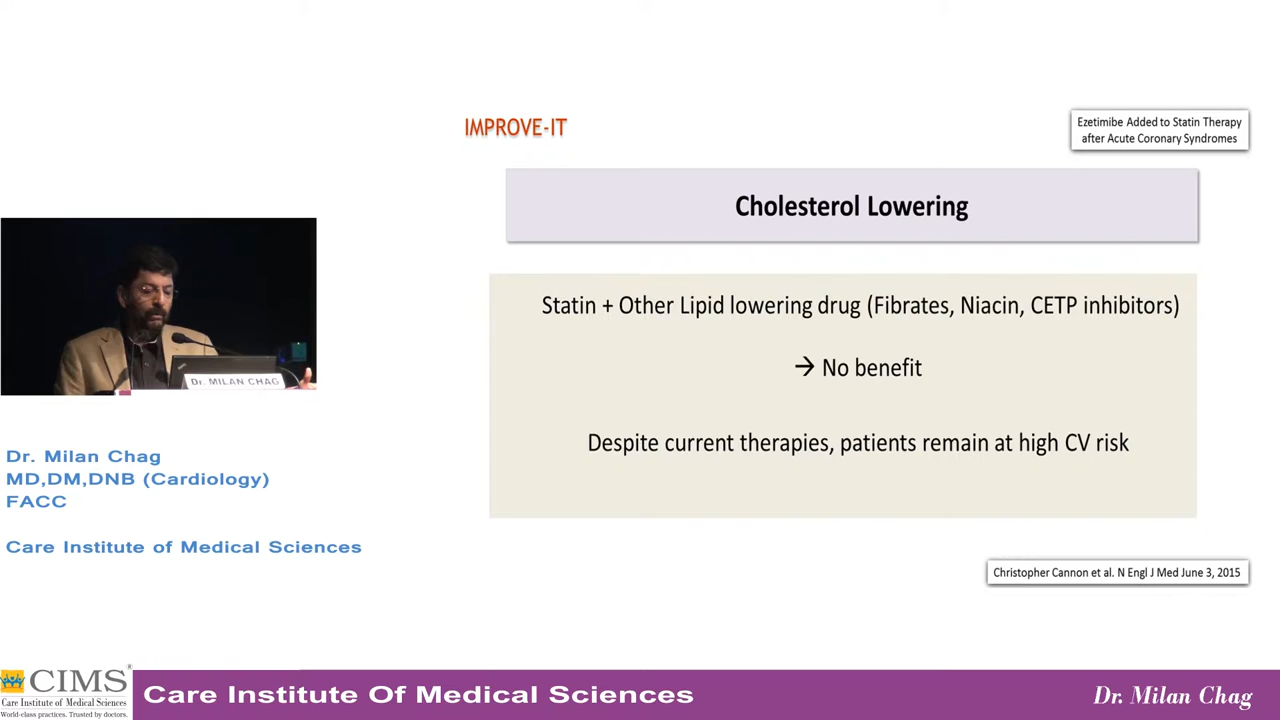 IMPROVE-IT
Ezetimibe Added to Statin Therapy
after Acute Coronary Syndromes
Cholesterol Lowering
Statin + Other Lipid lowering drug (Fibrates, Niacin, CETP inhibitors)
→ No benefit
Despite current therapies, patients remain at high CV risk
Dr. MILAN CHAG
Dr. Milan Chag
MD,DM,DNB (Cardiology)
FACC
Care Institute of Medical Sciences
Christopher Cannon et al. N Engl J Med June 3, 2015
CIMS®
Care Institute of Medical Sciences
World-class practices. Trusted by doctors.
Care Institute Of Medical Sciences
Dr. Milan Chag